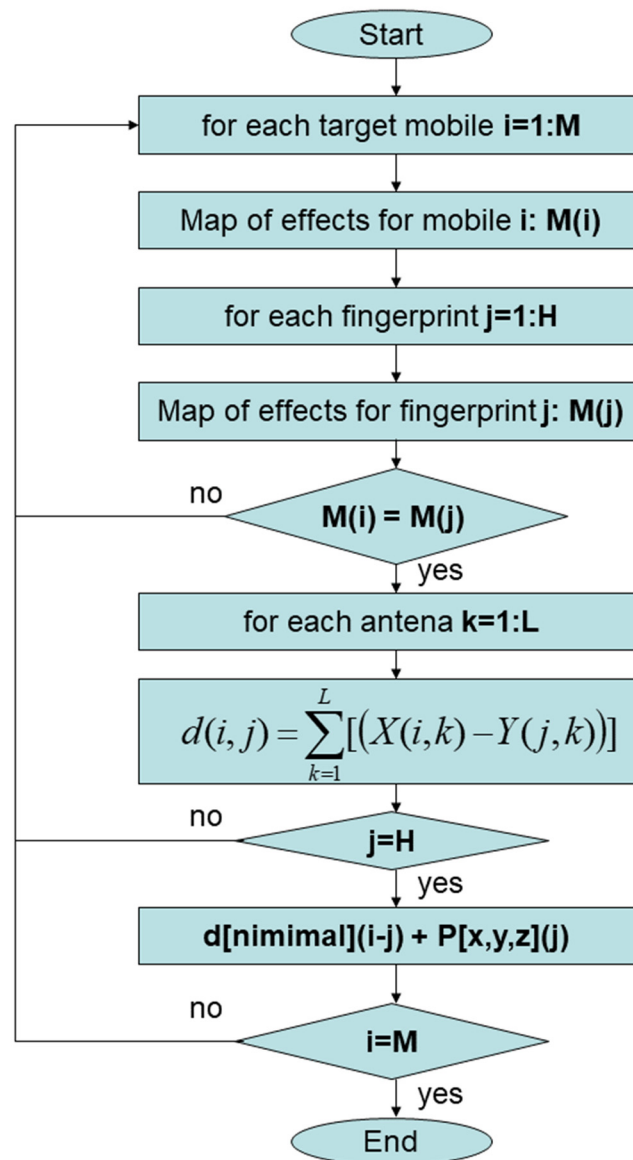 Start
for each target mobile i=1:M
Map of effects for mobile i: M(i)
for each fingerprint j=1:H
Map of effects for fingerprint j: M(j)
no
M(i) = M(j)
yes
for each antena k=1:L
d(i, j) = \sum_{k=1}^{L} [(X(i,k) − Y(j,k))]
no
j=H
yes
d[nimimal](i-j) + P[x,y,z](j)
no
i=M
yes
End